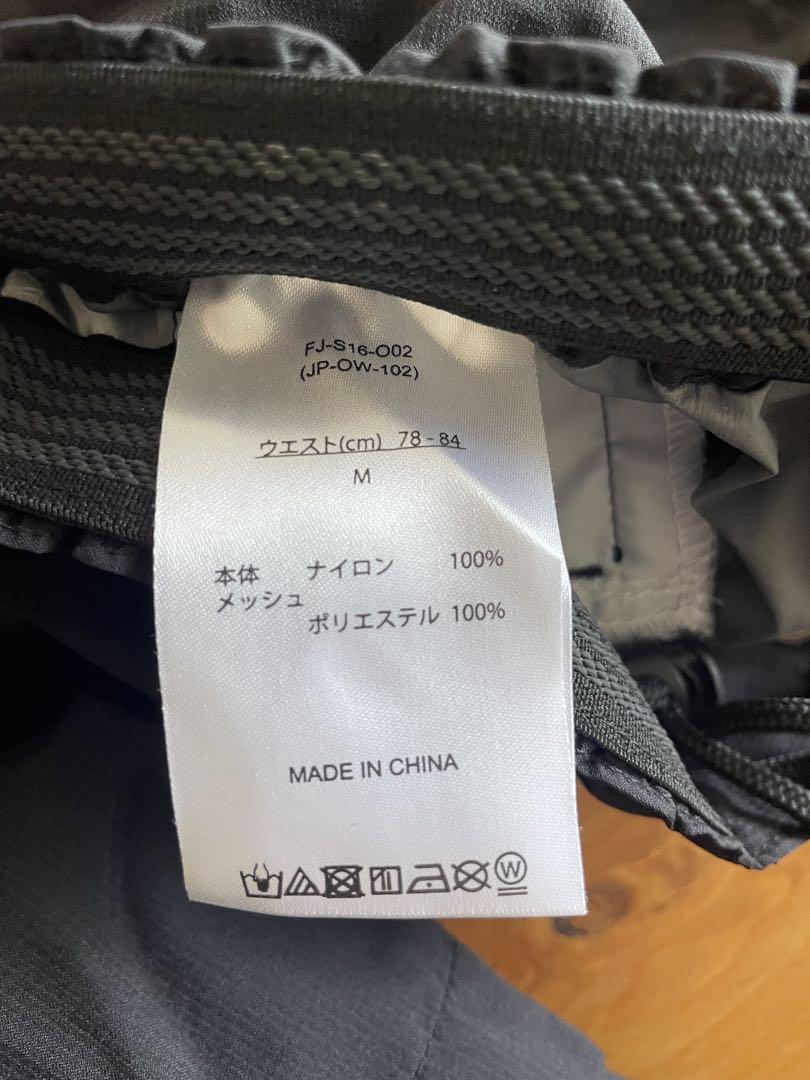 FJ-S16-O02
(JP-OW-102)
ウエスト(cm) 78 - 84
M
本体 ナイロン 100%
メッシュ ポリエステル 100%
MADE IN CHINA
W